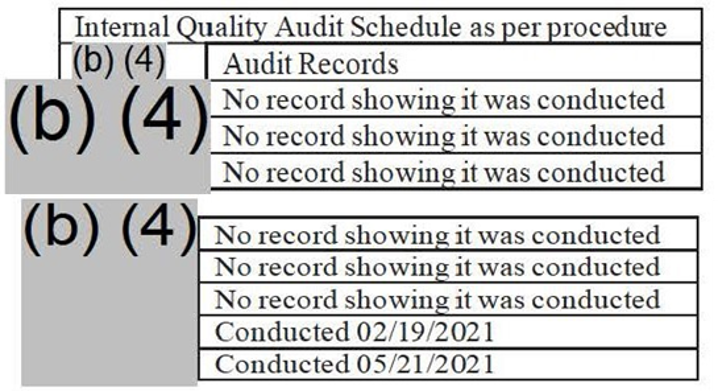 Internal Quality Audit Schedule as per procedure
(b) (4) Audit Records
(b) (4) No record showing it was conducted
No record showing it was conducted
No record showing it was conducted
(b) (4) No record showing it was conducted
No record showing it was conducted
No record showing it was conducted
Conducted 02/19/2021
Conducted 05/21/2021